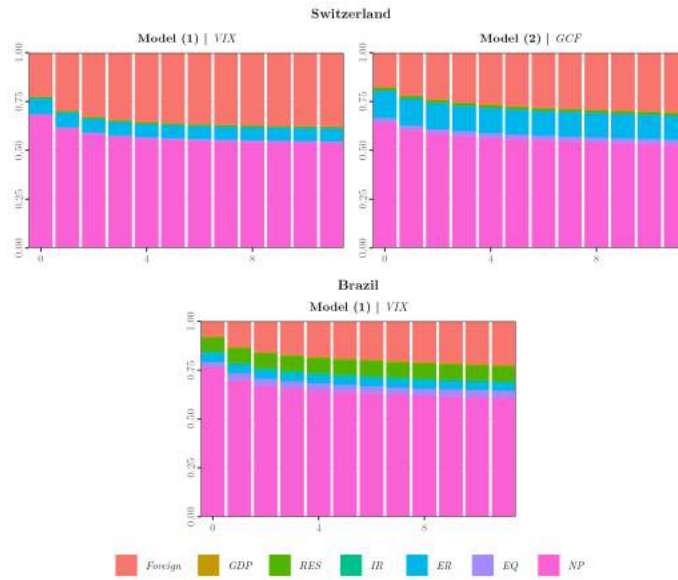 Switzerland
Model (1) | VIX
Model (2) | GCF
1.00
0.75
0.50
0.25
0.00
0 4 8
0 4 8
1.00
0.75
0.50
0.25
0.00
Brazil
Model (1) | VIX
1.00
0.75
0.50
0.25
0.00
0 4 8
Foreign GDP RES IR ER EQ NP